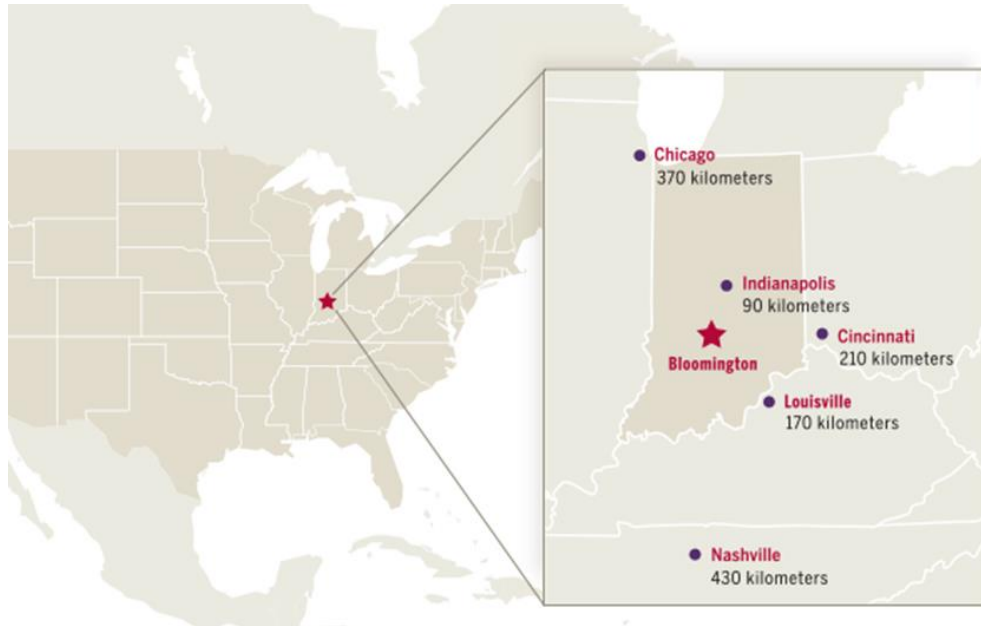 Chicago
370 kilometers
Indianapolis
90 kilometers
Bloomington
Cincinnati
210 kilometers
Louisville
170 kilometers
Nashville
430 kilometers